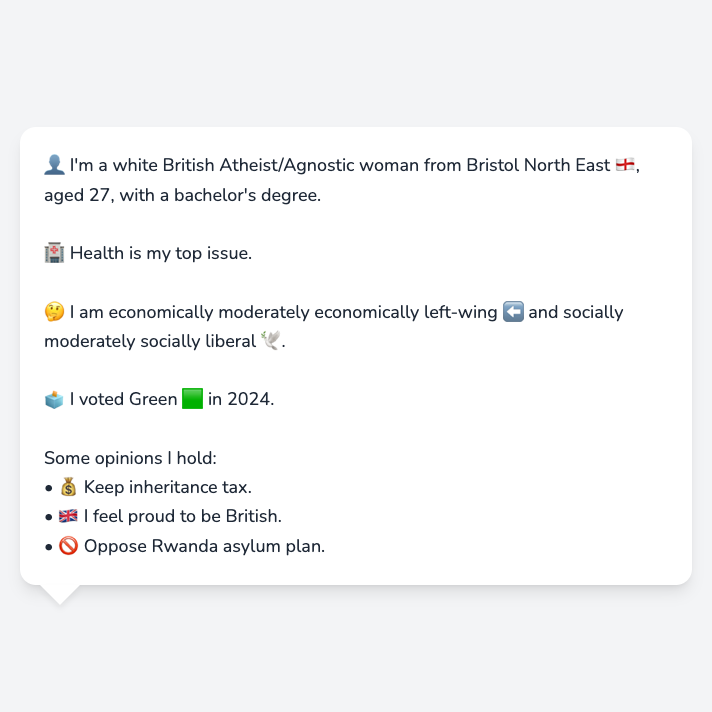 👤 I'm a white British Atheist/Agnostic woman from Bristol North East 🏴󠁧󠁢󠁥󠁮󠁧󠁿,
aged 27, with a bachelor's degree.
🏥 Health is my top issue.
🤔 I am economically moderately economically left-wing ⬅️ and socially
moderately socially liberal 🕊️.
🗳️ I voted Green 🟩 in 2024.
Some opinions I hold:
• 💰 Keep inheritance tax.
• 🇬🇧 I feel proud to be British.
• 🚫 Oppose Rwanda asylum plan.